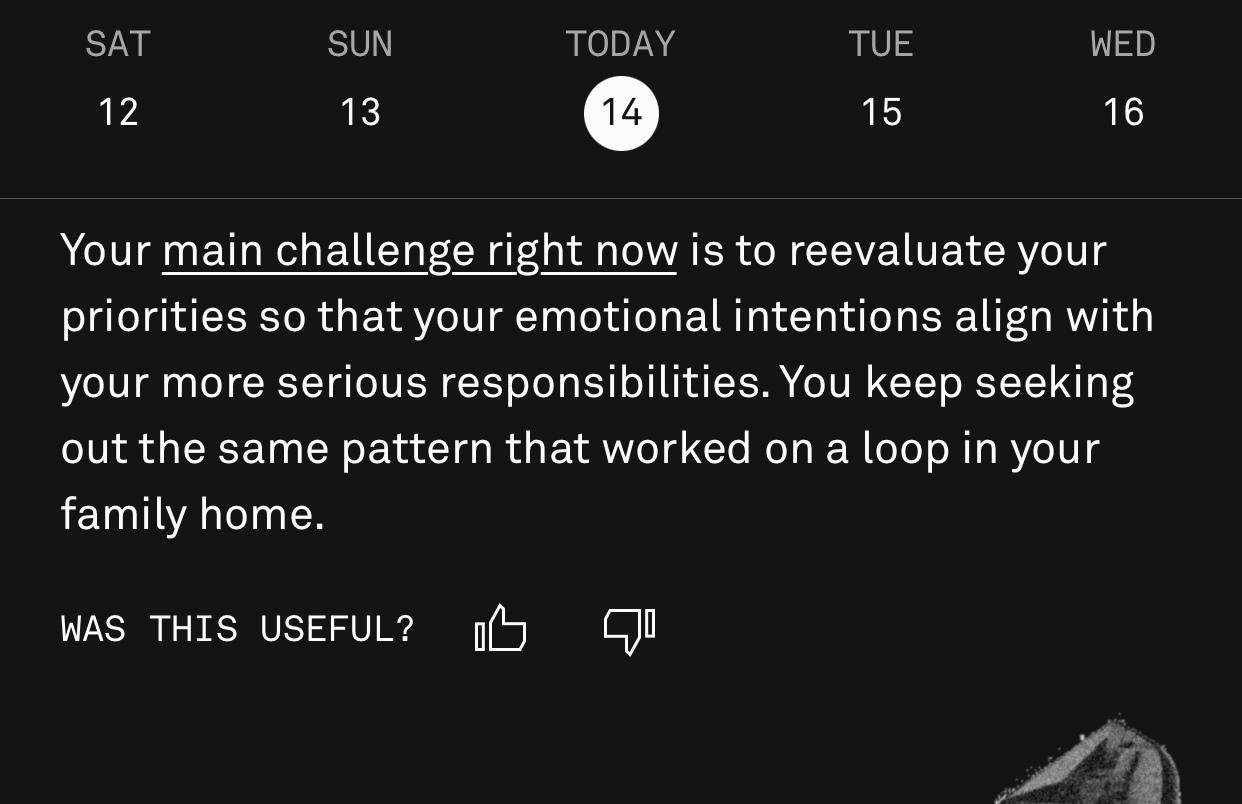 SAT SUN TODAY TUE WED
12 13 14 15 16
Your main challenge right now is to reevaluate your
priorities so that your emotional intentions align with
your more serious responsibilities. You keep seeking
out the same pattern that worked on a loop in your
family home.
WAS THIS USEFUL?